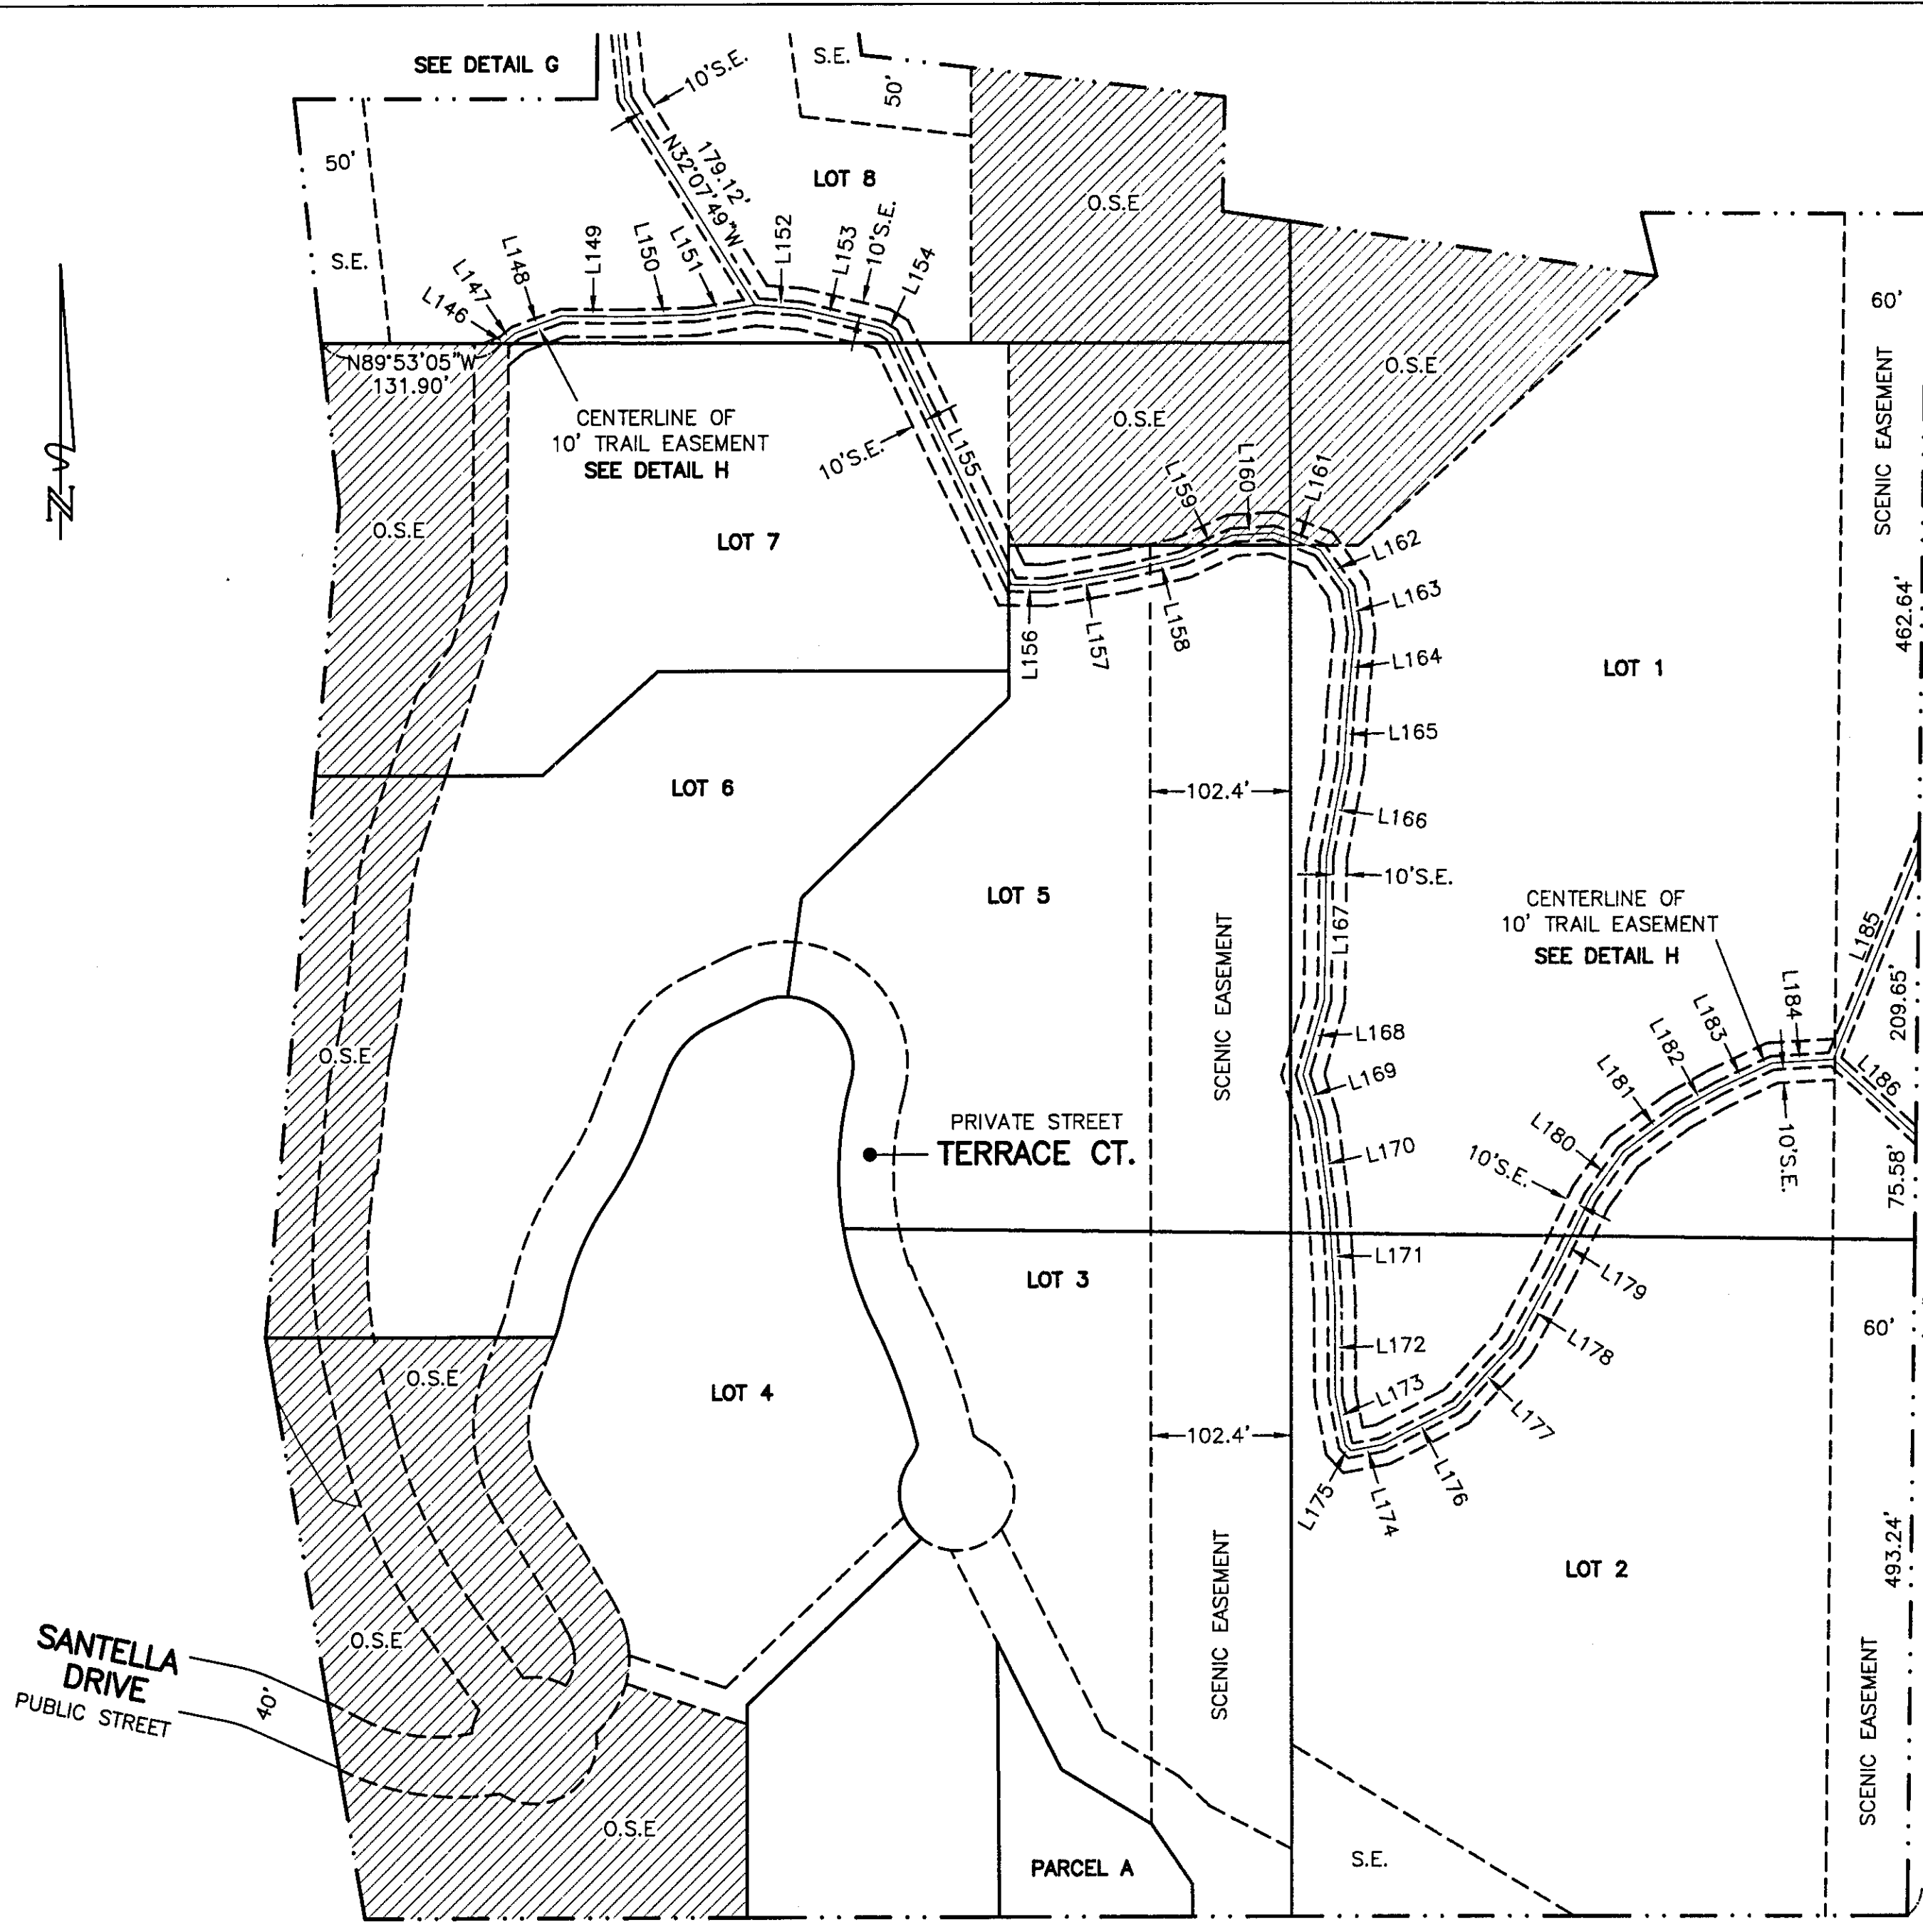 SEE DETAIL G
10'S.E.
S.E.
50'
50'
179.12'
N32°07'49"W
LOT 8
O.S.E
S.E.
L146
L147
L148
L149
L150
L151
L152
L153
10'S.E.
L154
60'
N89°53'05"W
131.90'
O.S.E
SCENIC EASEMENT
CENTERLINE OF
10' TRAIL EASEMENT
SEE DETAIL H
O.S.E
10'S.E.
L155
L159
L160
L161
N
O.S.E
LOT 7
L162
L163
462.64'
L156
L157
L158
L164
LOT 1
L165
LOT 6
102.4'
L166
10'S.E.
LOT 5
L167
CENTERLINE OF
10' TRAIL EASEMENT
SEE DETAIL H
L185
SCENIC EASEMENT
209.65'
O.S.E
L168
L169
L184
L183
L182
L181
L186
PRIVATE STREET
TERRACE CT.
L170
L180
10'S.E.
10'S.E.
75.58'
LOT 3
L171
L179
60'
O.S.E
LOT 4
L172
L178
L173
102.4'
L177
L176
L175
L174
SCENIC EASEMENT
LOT 2
493.24'
SANTELLA
DRIVE
PUBLIC STREET
40'
O.S.E
SCENIC EASEMENT
O.S.E
PARCEL A
S.E.